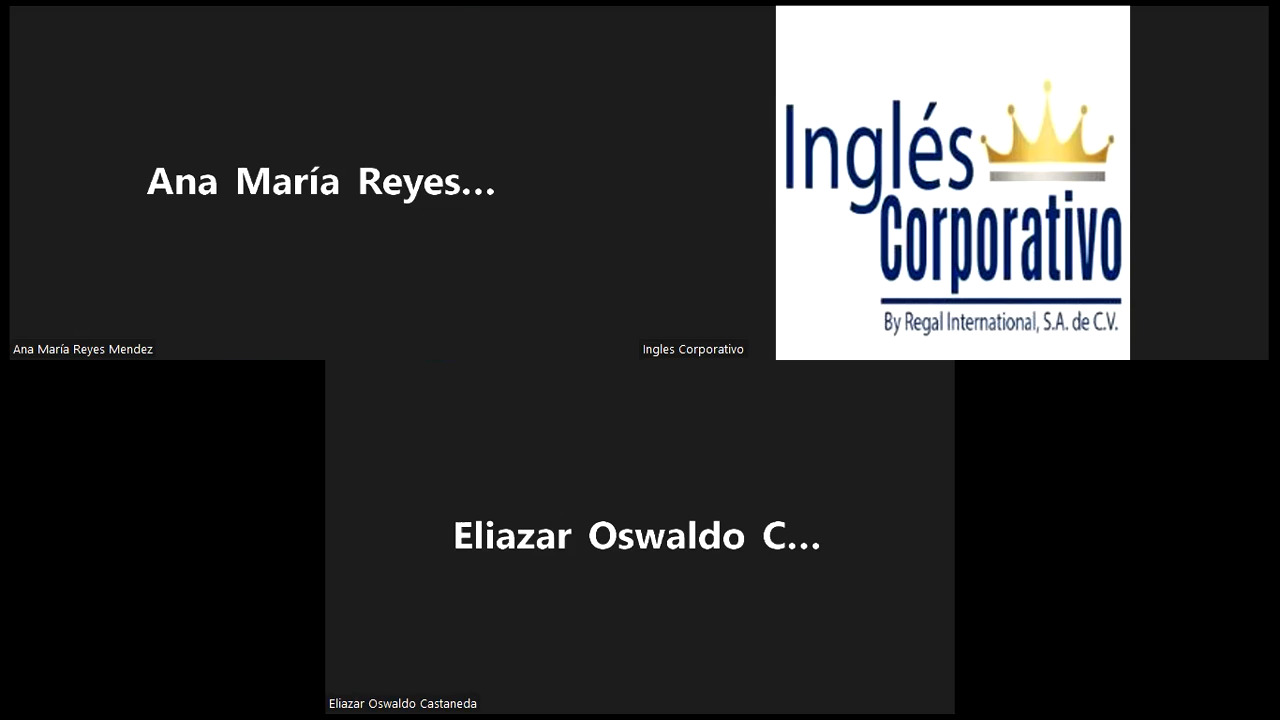 Ana María Reyes...
Ana María Reyes Mendez
Inglés
Corporativo
By Regal International, S.A. de C.V.
Ingles Corporativo
Eliazar Oswaldo C...
Eliazar Oswaldo Castaneda